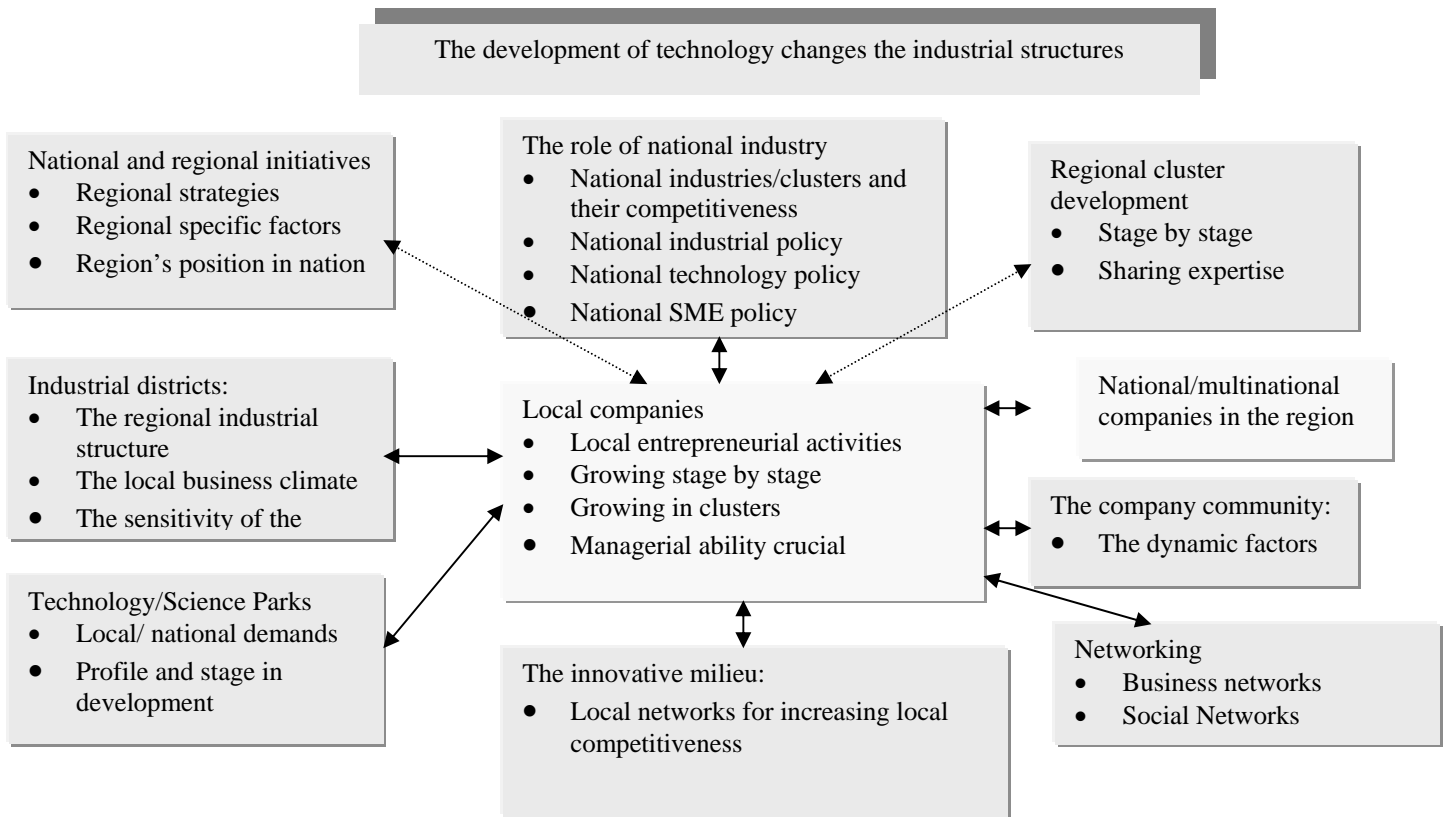 The development of technology changes the industrial structures
National and regional initiatives
• Regional strategies
• Regional specific factors
• Region's position in nation
The role of national industry
• National industries/clusters and
their competitiveness
• National industrial policy
• National technology policy
• National SME policy
Regional cluster
development
• Stage by stage
• Sharing expertise
Industrial districts:
• The regional industrial
structure
• The local business climate
• The sensitivity of the
Local companies
• Local entrepreneurial activities
• Growing stage by stage
• Growing in clusters
• Managerial ability crucial
National/multinational
companies in the region
The company community:
• The dynamic factors
Technology/Science Parks
• Local/ national demands
• Profile and stage in
development
The innovative milieu:
• Local networks for increasing local
competitiveness
Networking
• Business networks
• Social Networks